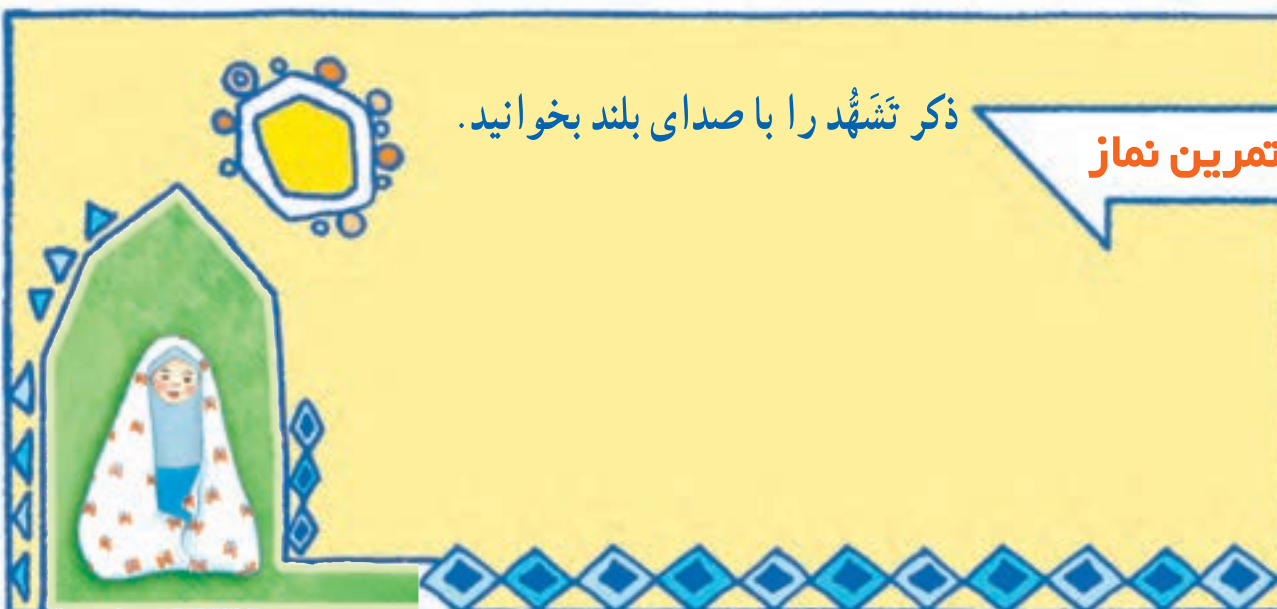 تمرین نماز
ذکر تَشَهُّد را با صدای بلند بخوانید.